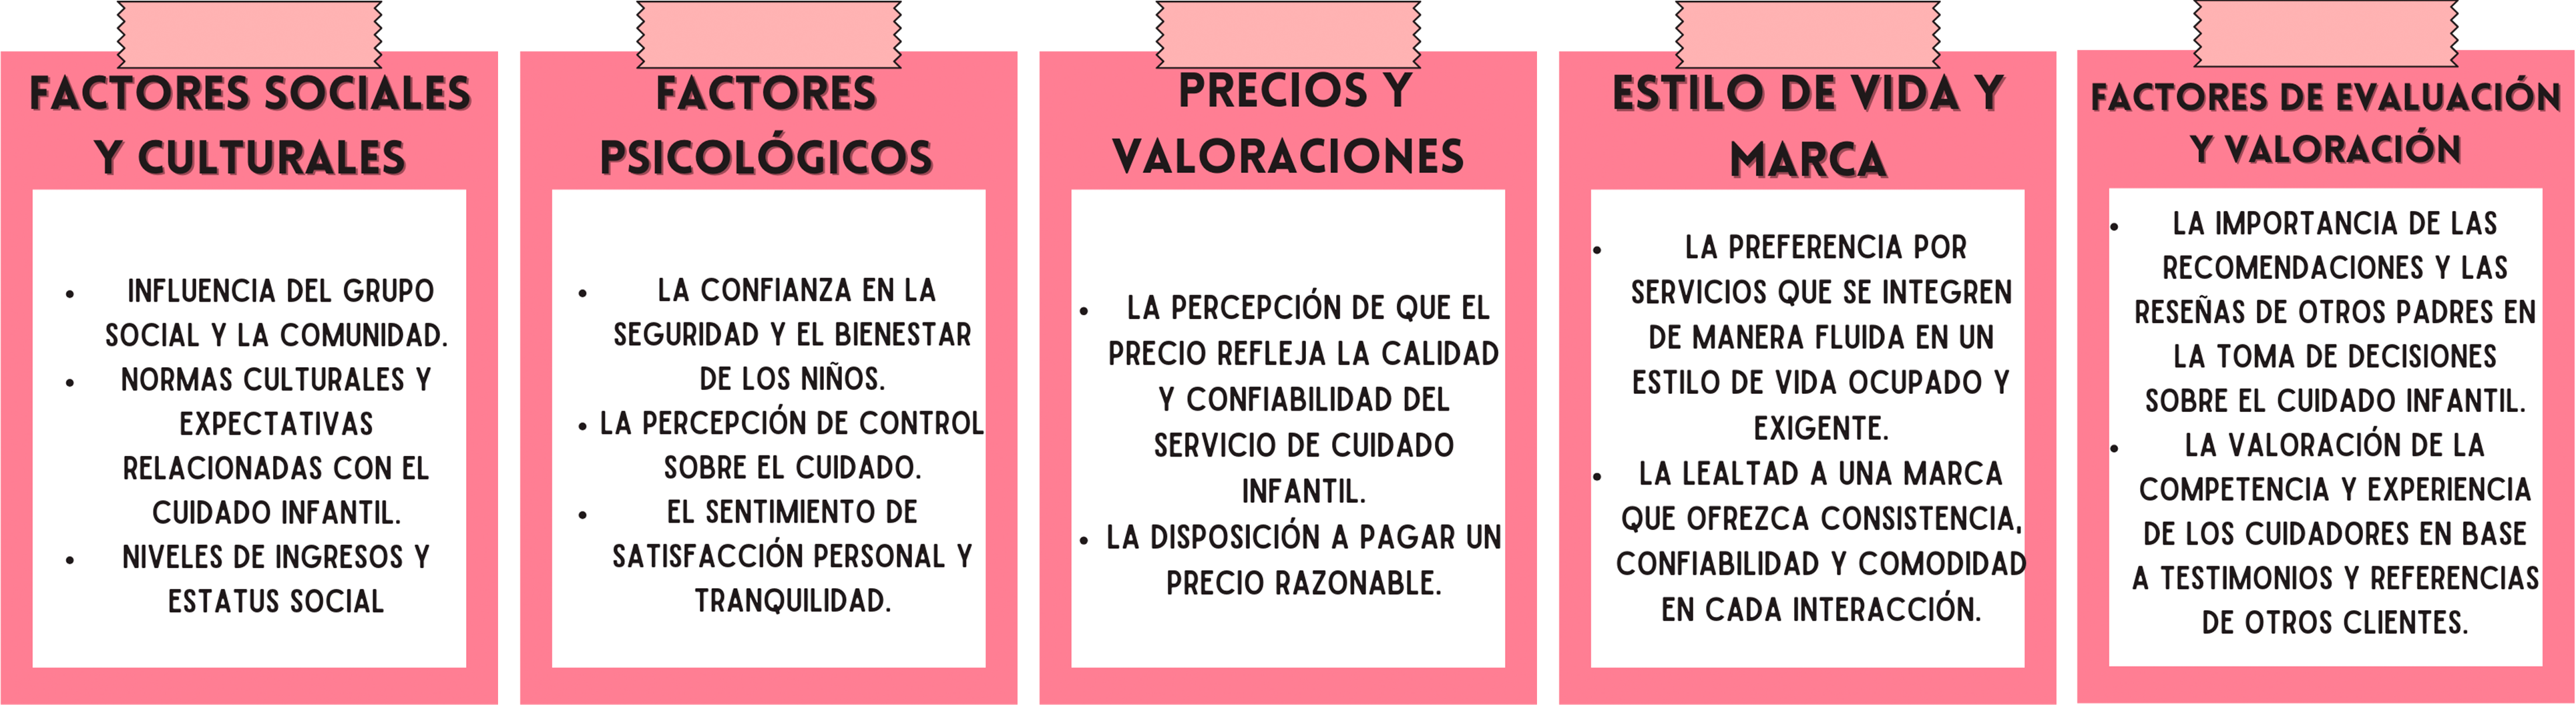 FACTORES SOCIALES
Y CULTURALES
• INFLUENCIA DEL GRUPO
SOCIAL Y LA COMUNIDAD.
• NORMAS CULTURALES Y
EXPECTATIVAS
RELACIONADAS CON EL
CUIDADO INFANTIL.
• NIVELES DE INGRESOS Y
ESTATUS SOCIAL
FACTORES
PSICOLÓGICOS
• LA CONFIANZA EN LA
SEGURIDAD Y EL BIENESTAR
DE LOS NIÑOS.
• LA PERCEPCIÓN DE CONTROL
SOBRE EL CUIDADO.
• EL SENTIMIENTO DE
SATISFACCIÓN PERSONAL Y
TRANQUILIDAD.
PRECIOS Y
VALORACIONES
• LA PERCEPCIÓN DE QUE EL
PRECIO REFLEJA LA CALIDAD
Y CONFIABILIDAD DEL
SERVICIO DE CUIDADO
INFANTIL.
• LA DISPOSICIÓN A PAGAR UN
PRECIO RAZONABLE.
ESTILO DE VIDA Y
MARCA
• LA PREFERENCIA POR
SERVICIOS QUE SE INTEGREN
DE MANERA FLUIDA EN UN
ESTILO DE VIDA OCUPADO Y
EXIGENTE.
• LA LEALTAD A UNA MARCA
QUE OFREZCA CONSISTENCIA,
CONFIABILIDAD Y COMODIDAD
EN CADA INTERACCIÓN.
FACTORES DE EVALUACIÓN
Y VALORACIÓN
• LA IMPORTANCIA DE LAS
RECOMENDACIONES Y LAS
RESEÑAS DE OTROS PADRES EN
LA TOMA DE DECISIONES
SOBRE EL CUIDADO INFANTIL.
• LA VALORACIÓN DE LA
COMPETENCIA Y EXPERIENCIA
DE LOS CUIDADORES EN BASE
A TESTIMONIOS Y REFERENCIAS
DE OTROS CLIENTES.